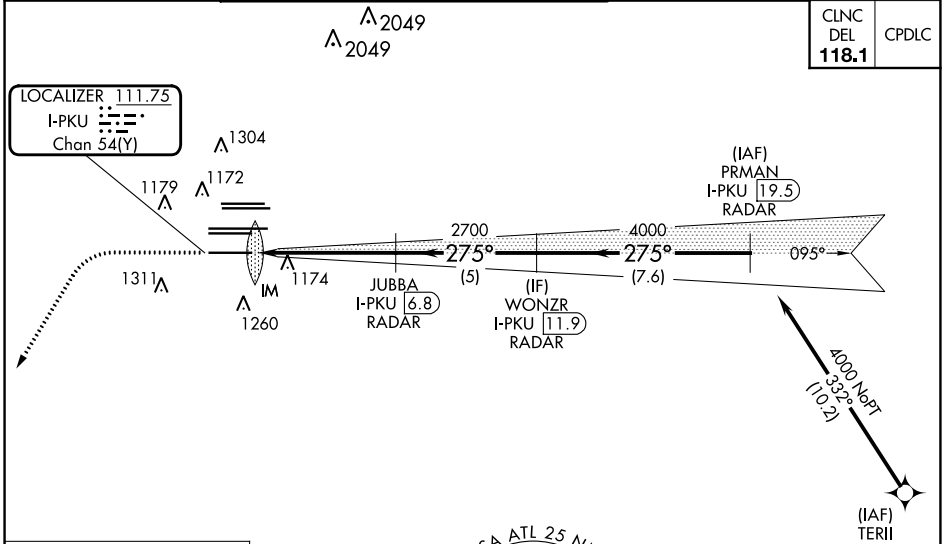 2049
2049
CLNC
DEL
118.1
CPDLC
LOCALIZER 111.75
I-PKU
Chan 54(Y)
1304
1179
1172
(IAF)
PRMAN
I-PKU 19.5
RADAR
2700
4000
275°
275°
095°
(5)
(7.6)
1311
IM
1174
1260
JUBBA
I-PKU 6.8
RADAR
(IF)
WONZR
I-PKU 11.9
RADAR
4000 NoPT
332°
(10.2)
(IAF)
TERII
ATL 25